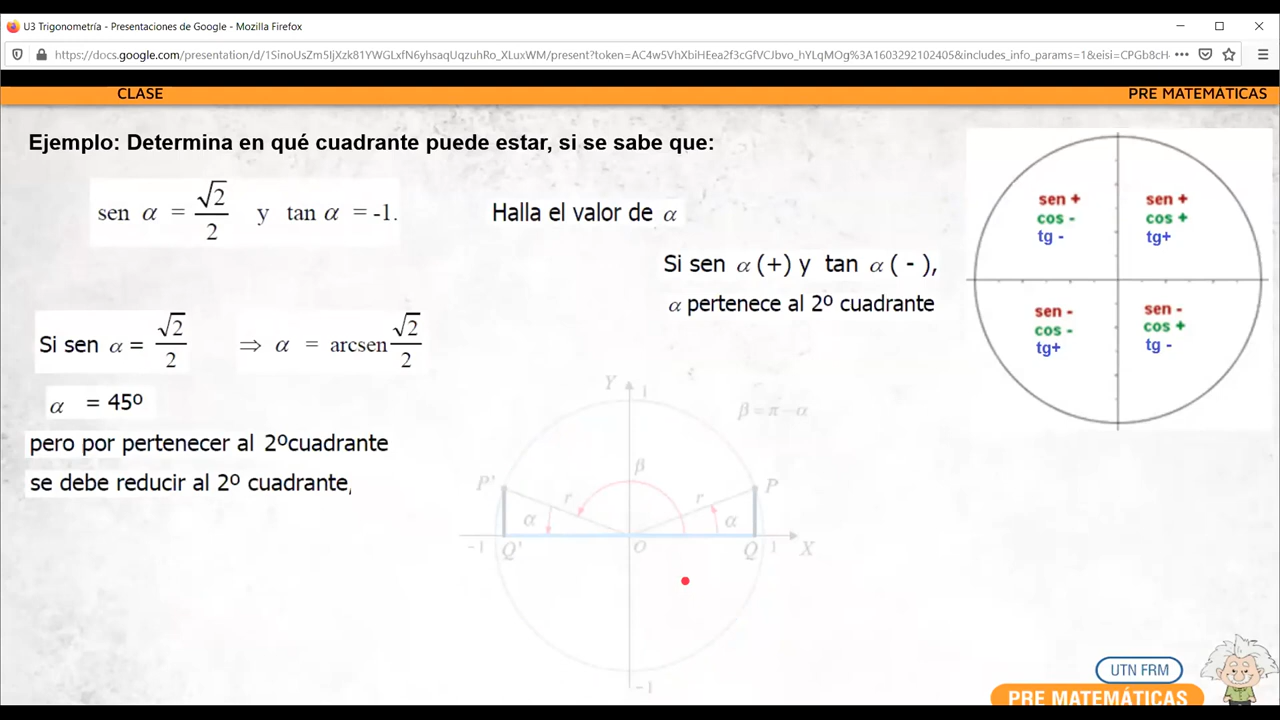 U3 Trigonometría - Presentaciones de Google - Mozilla Firefox
https://docs.google.com/presentation/d/1SinoUsZm5IjXzk81YWGLxfN6yhsaqUqzuhRo_XLuxWM/present?token=AC4w5VhXbiHEea2f3cGfVCJbvo_hYLqMOg%3A1603292102405&includes_info_params=1&eisi=CPGb8cH
CLASE
PRE MATEMÁTICAS
Ejemplo: Determina en qué cuadrante puede estar, si se sabe que:
sen α = √2/2 y tan α = -1.
Halla el valor de α
Si sen α (+) y tan α ( - ),
α pertenece al 2º cuadrante
sen +
cos -
tg -
sen +
cos +
tg+
sen -
cos -
tg+
sen -
cos +
tg -
Si sen α = √2/2 ⇒ α = arcsen √2/2
α = 45º
pero por pertenecer al 2ºcuadrante
se debe reducir al 2º cuadrante,
Y 1
β = π - α
β
P' r r P
α α
-1 Q' O Q 1 X
-1
UTN FRM
PRE MATEMÁTICAS